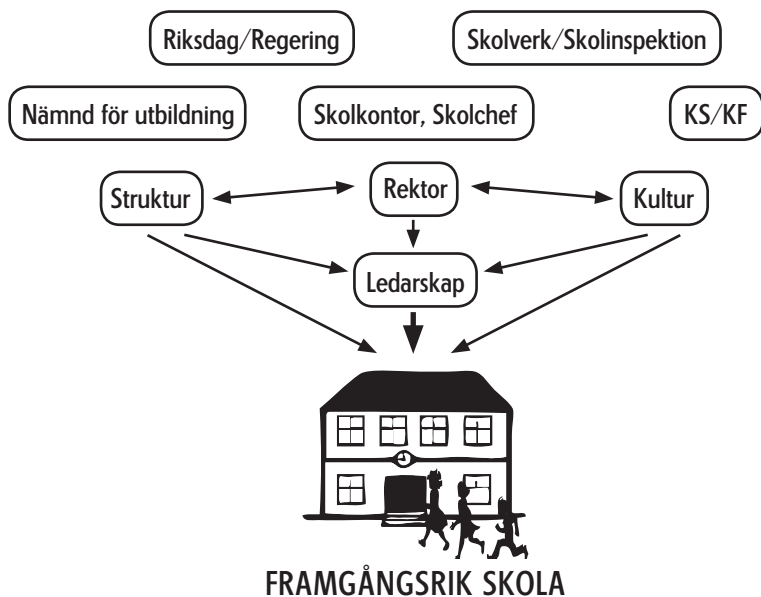 Riksdag/Regering
Skolverk/Skolinspektion
Nämnd för utbildning
Skolkontor, Skolchef
KS/KF
Struktur
Rektor
Kultur
Ledarskap
FRAMGÅNGSRIK SKOLA